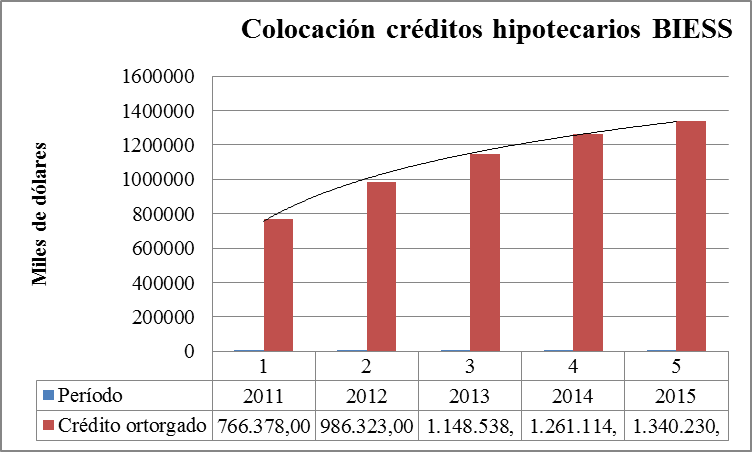 Colocación créditos hipotecarios BIESS
Miles de dólares
1600000
1400000
1200000
1000000
800000
600000
400000
200000
0
1 2 3 4 5
Período 2011 2012 2013 2014 2015
Crédito ortorgado 766.378,00 986.323,00 1.148.538, 1.261.114, 1.340.230,